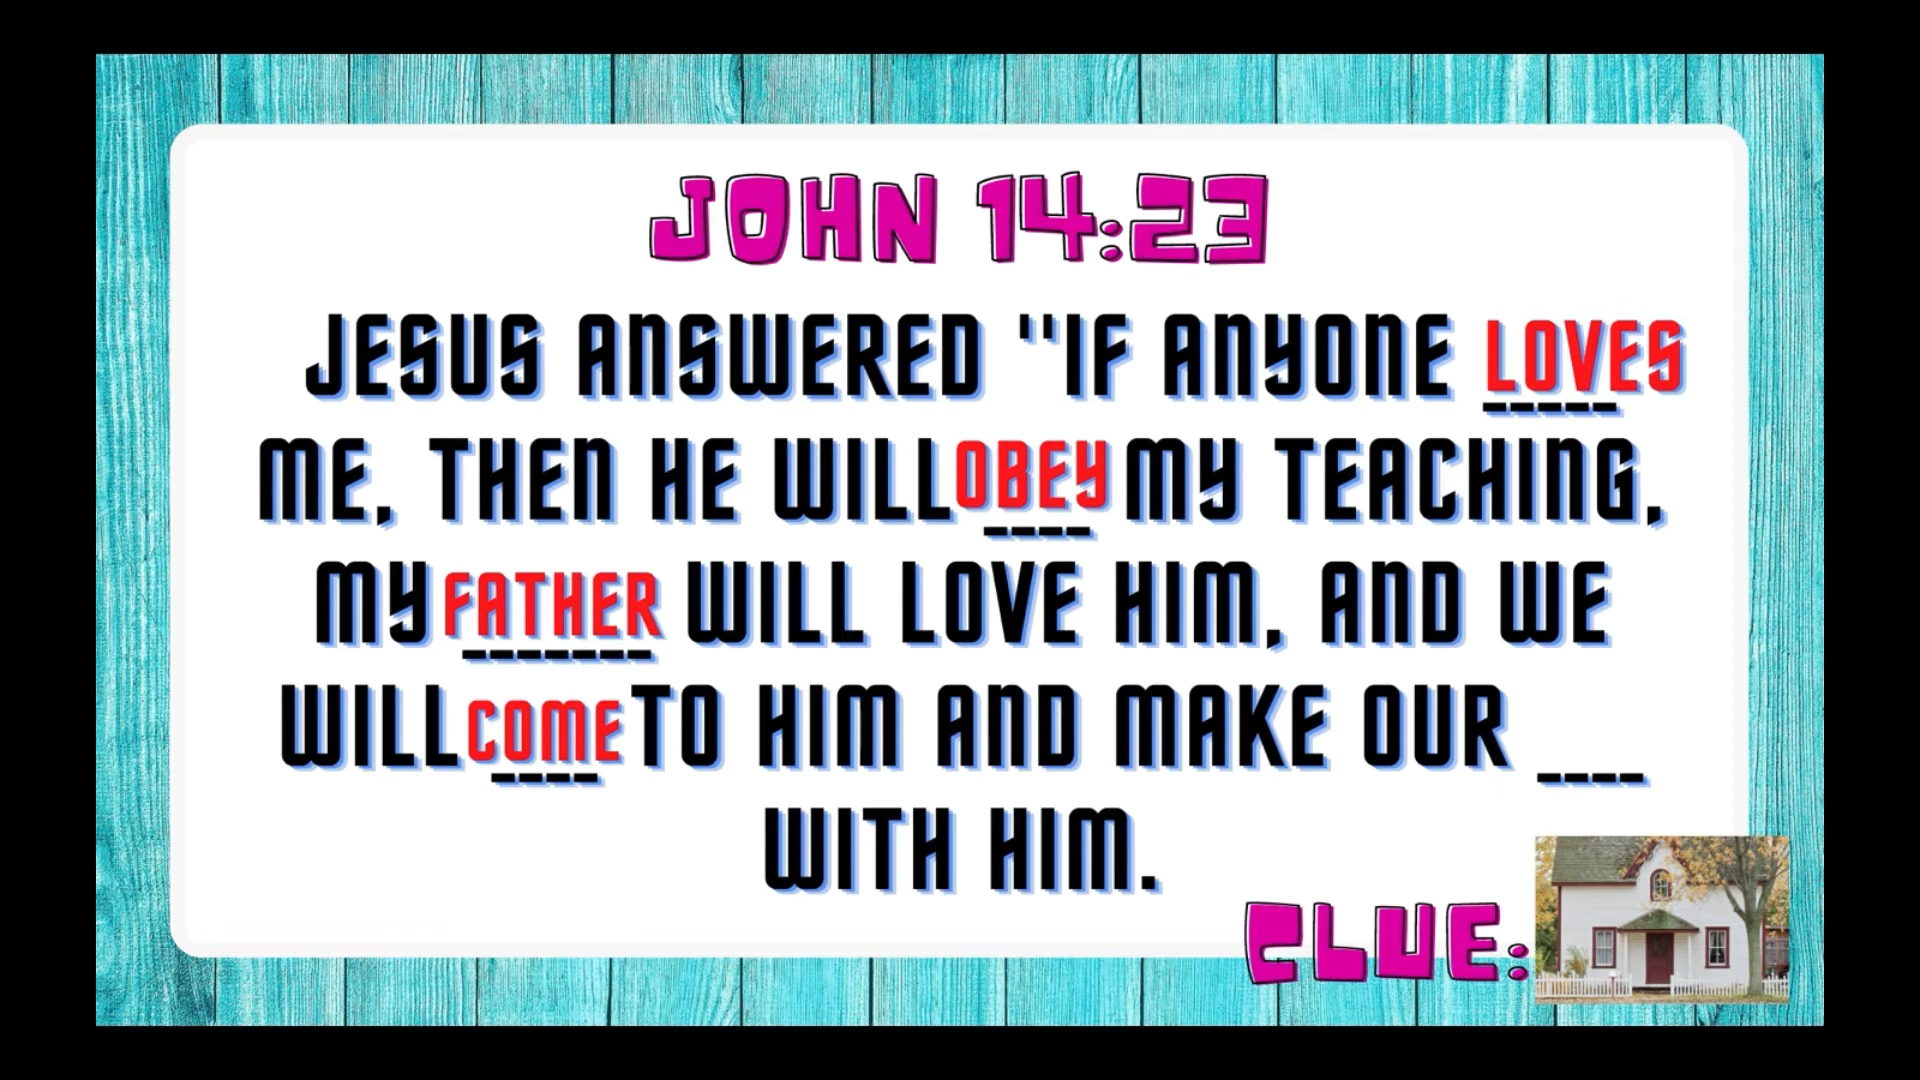 JOHN 14:23
JESUS ANSWERED "IF ANYONE LOVES
ME, THEN HE WILL OBEY MY TEACHING,
MY FATHER WILL LOVE HIM, AND WE
WILL COME TO HIM AND MAKE OUR ____
WITH HIM.
CLUE: